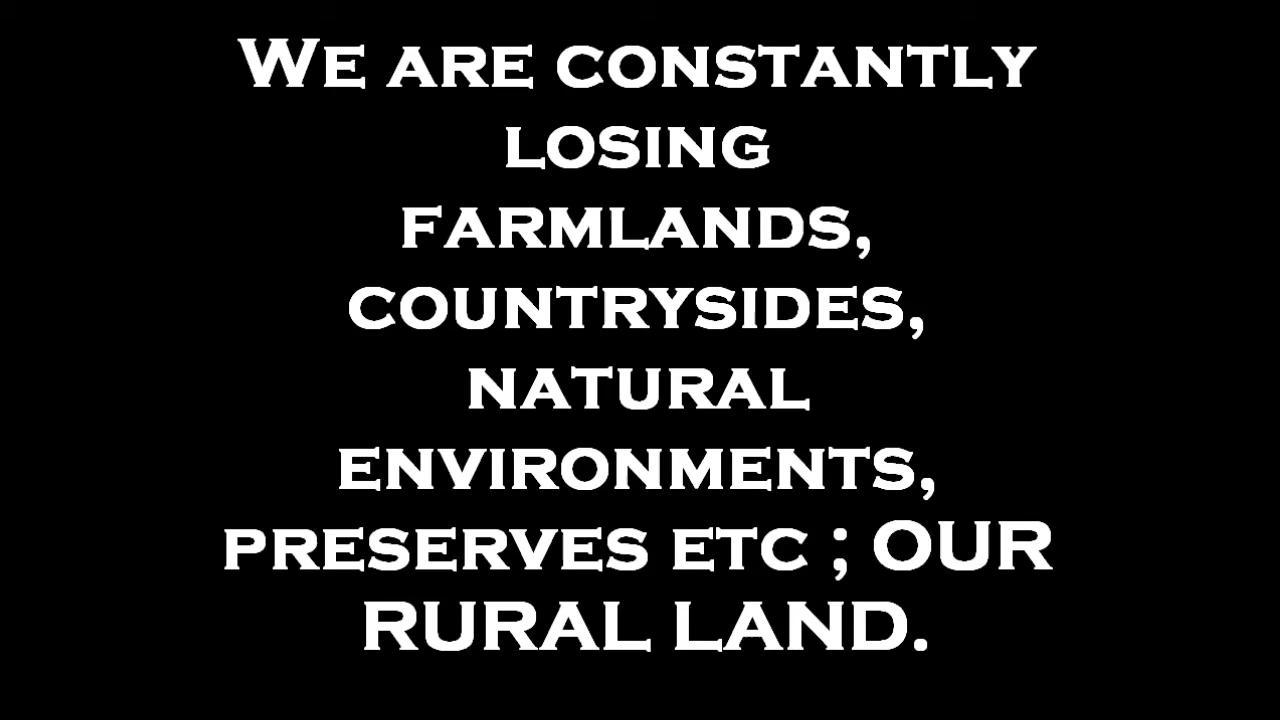 We are constantly
losing
farmlands,
countrysides,
natural
environments,
preserves etc ; OUR
RURAL LAND.